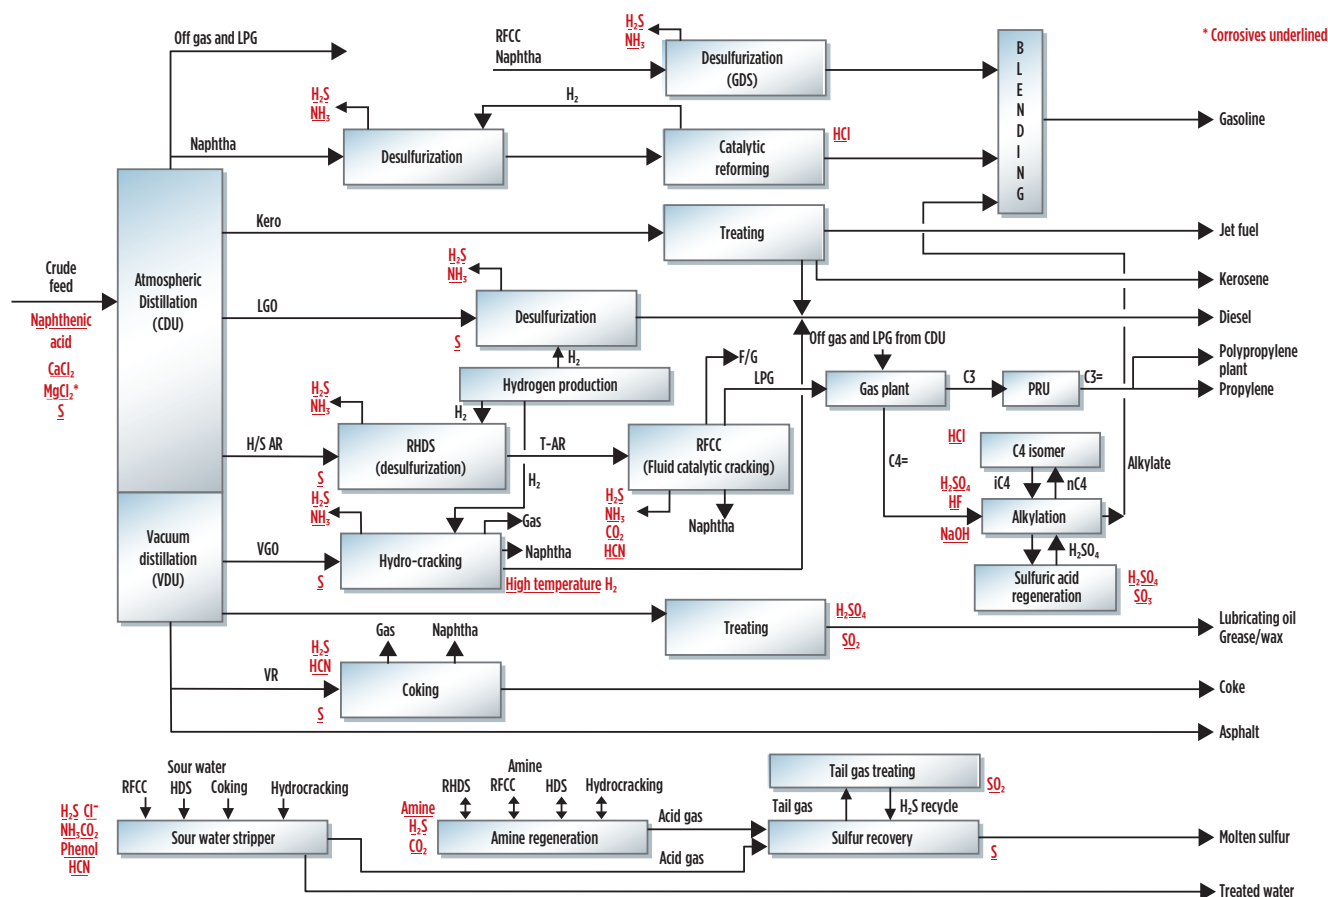 Off gas and LPG
RFCC
Naphtha
H₂S
NH₃
Desulfurization
(GDS)
* Corrosives underlined
BLENDING
Gasoline
H₂S
NH₃
H₂
Naphtha
Desulfurization
Catalytic
reforming
HCl
Kero
Treating
Jet fuel
Kerosene
Crude
feed
Naphthenic
acid
CaCl₂
MgCl₂*
S
Atmospheric
Distillation
(CDU)
H₂S
NH₃
LGO
S
Desulfurization
Diesel
H₂
Hydrogen production
Off gas and LPG from CDU
F/G
LPG
Gas plant
C3
PRU
C3=
Polypropylene
plant
Propylene
H₂S
NH₃
H₂
H/S AR
S
RHDS
(desulfurization)
T-AR
RFCC
(Fluid catalytic cracking)
H₂S
NH₃
CO₂
HCN
Naphtha
C4=
HCl
C4 isomer
iC4
nC4
Alkylate
H₂SO₄
HF
NaOH
Alkylation
H₂SO₄
Sulfuric acid
regeneration
H₂SO₄
SO₃
Vacuum
distillation
(VDU)
H₂S
NH₃
H₂
VGO
S
Hydro-cracking
Gas
Naphtha
High temperature H₂
Treating
H₂SO₄
SO₂
Lubricating oil
Grease/wax
H₂S
HCN
VR
S
Gas
Naphtha
Coking
Coke
Asphalt
Sour water
RFCC
HDS
Coking
Hydrocracking
H₂S Cl⁻
NH₃CO₂
Phenol
HCN
Sour water stripper
Amine
RHDS
RFCC
HDS
Hydrocracking
Amine
H₂S
CO₂
Amine regeneration
Acid gas
Acid gas
Tail gas treating
SO₂
Tail gas
H₂S recycle
Sulfur recovery
S
Molten sulfur
Treated water